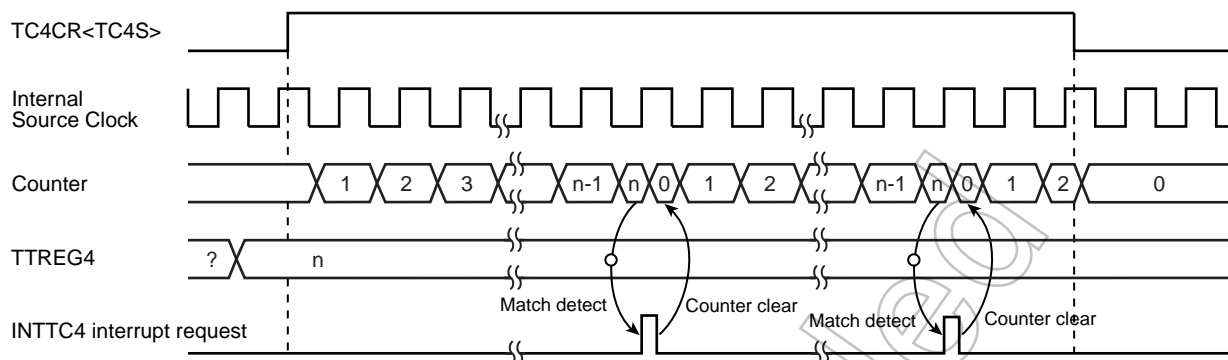 TC4CR<TC4S>
Internal
Source Clock
Counter
1 2 3 n-1 n 0 1 2 n-1 n 0 1 2 0
TTREG4
? n
Match detect Counter clear Match detect Counter clear
INTTC4 interrupt request